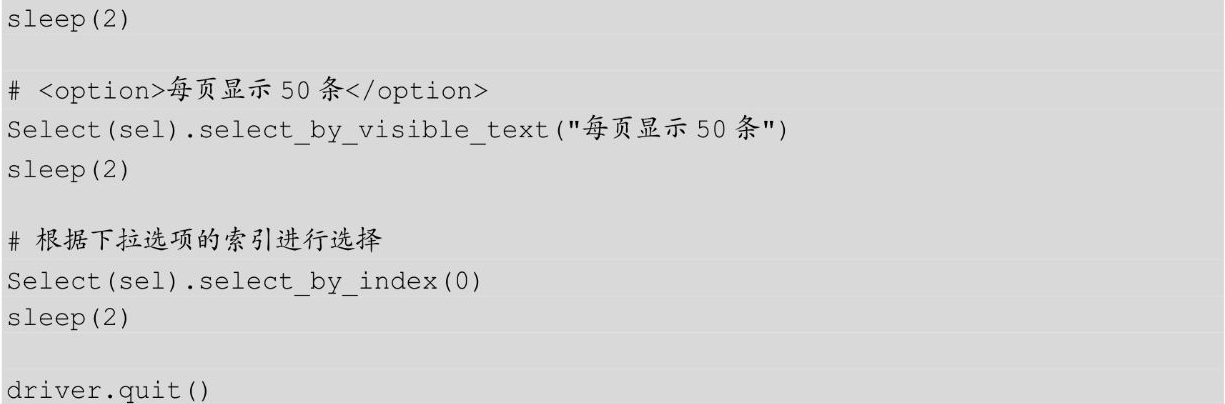 sleep(2)
# <option>每页显示 50 条</option>
Select(sel).select_by_visible_text("每页显示 50 条")
sleep(2)
# 根据下拉选项的索引进行选择
Select(sel).select_by_index(0)
sleep(2)
driver.quit()